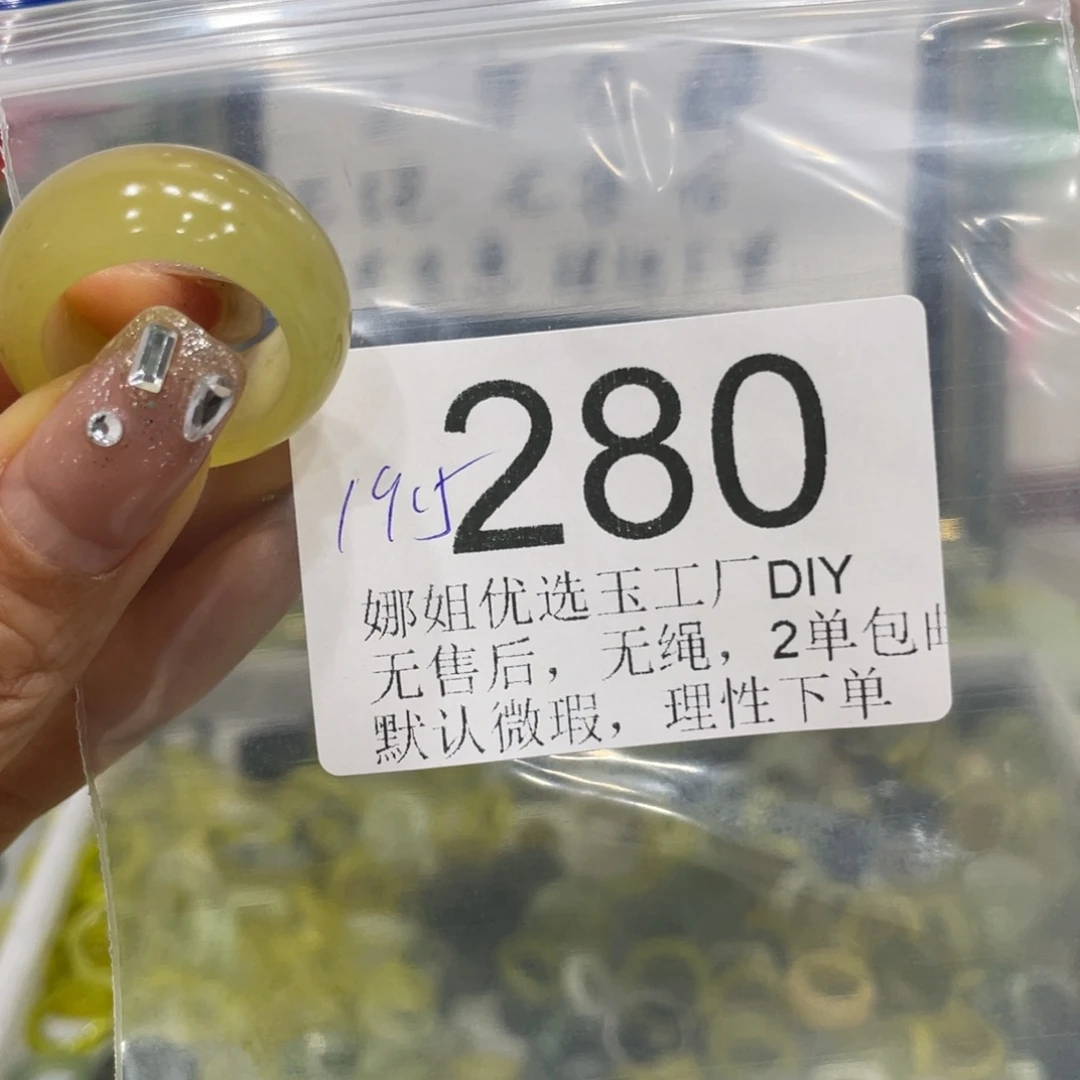 280
19寸
娜姐优选玉工厂DIY
无售后，无绳，2单包
默认微瑕，理性下单